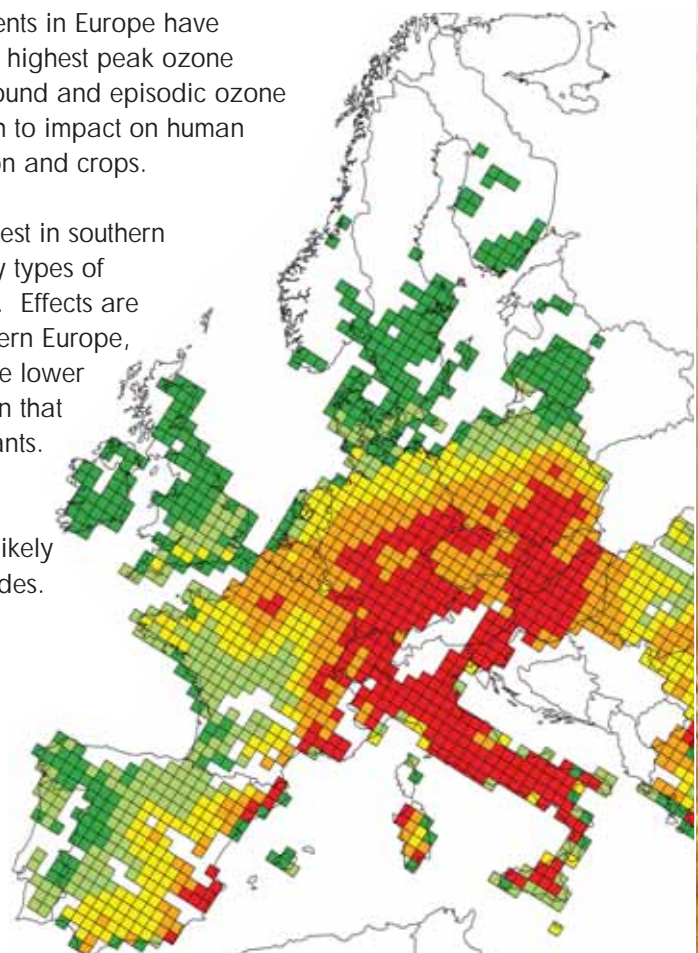 ents in Europe have
highest peak ozone
ound and episodic ozone
n to impact on human
on and crops.
est in southern
y types of
. Effects are
ern Europe,
e lower
n that
ants.
ikely
des.